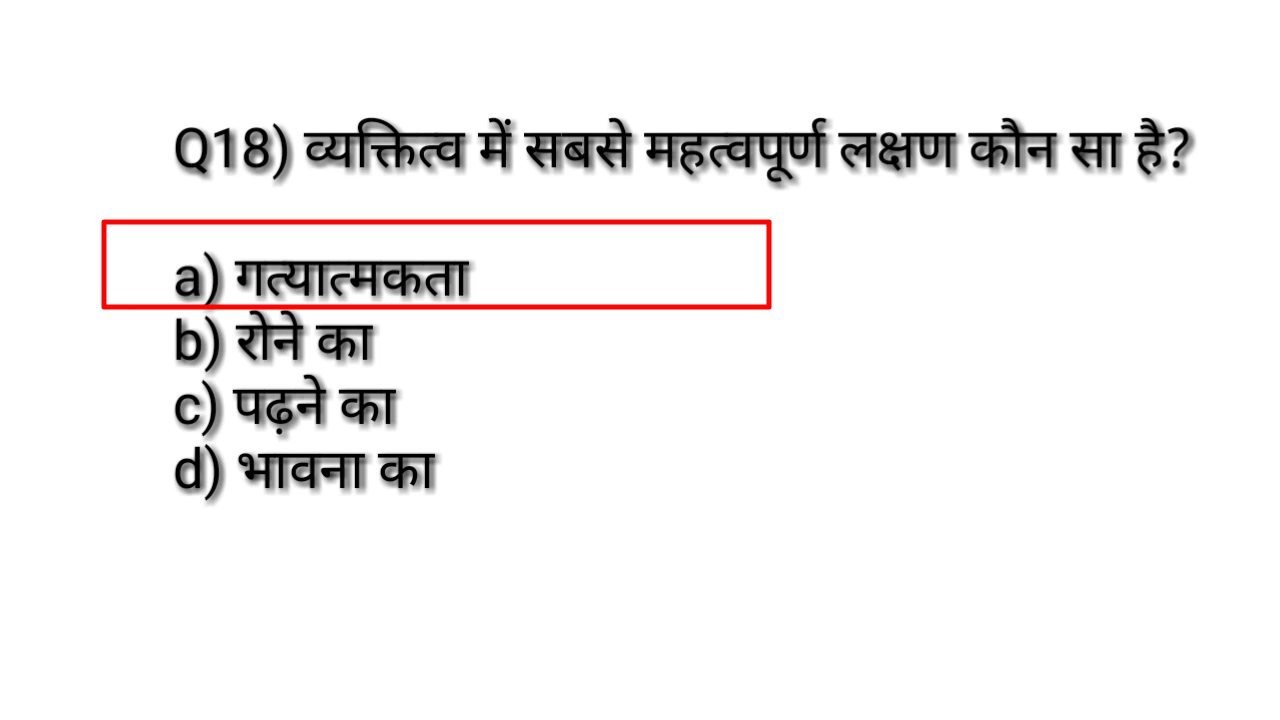 Q18) व्यक्तित्व में सबसे महत्वपूर्ण लक्षण कौन सा है?
a) गत्यात्मकता
b) रोने का
c) पढ़ने का
d) भावना का